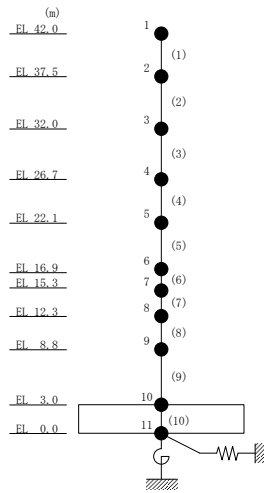 (m)
EL 42.0 1
(1)
EL 37.5 2
(2)
EL 32.0 3
(3)
EL 26.7 4
(4)
EL 22.1 5
(5)
EL 16.9 6
(6)
EL 15.3 7
(7)
EL 12.3 8
(8)
EL 8.8 9
(9)
EL 3.0 10
(10)
EL 0.0 11